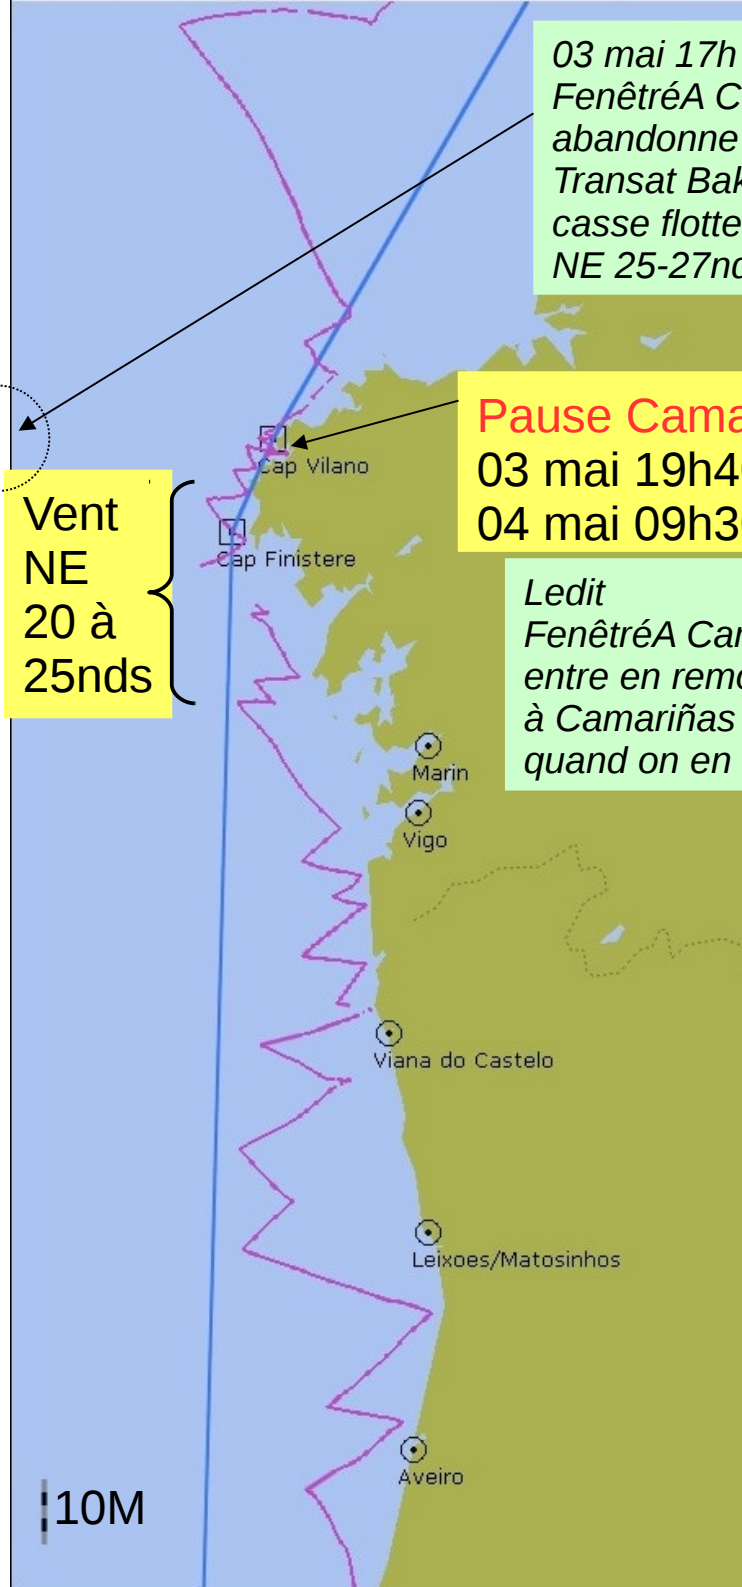 03 mai 17h
FenêtréA C
abandonne
Transat Bak
casse flotte
NE 25-27nd
Pause Cama
03 mai 19h4
04 mai 09h3
Cap Vilano
Vent
NE
20 à
25nds
Cap Finistere
Ledit
FenêtréA Car
entre en remo
à Camariñas
quand on en
Marin
Vigo
Viana do Castelo
Leixoes/Matosinhos
Aveiro
10M